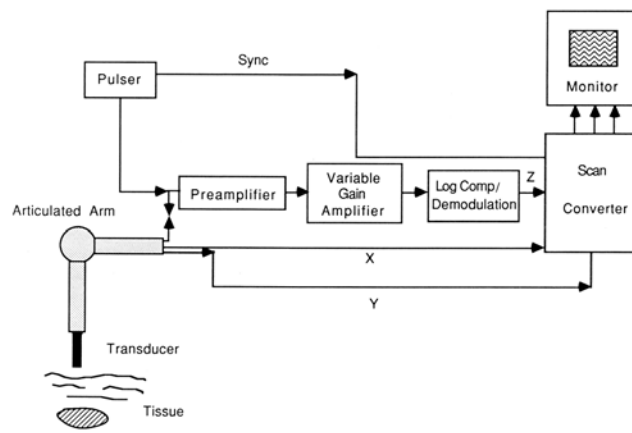 Sync
Pulser
Monitor
Preamplifier
Variable
Gain
Amplifier
Log Comp/
Demodulation
Z
Scan
Converter
Articulated Arm
X
Y
Transducer
Tissue